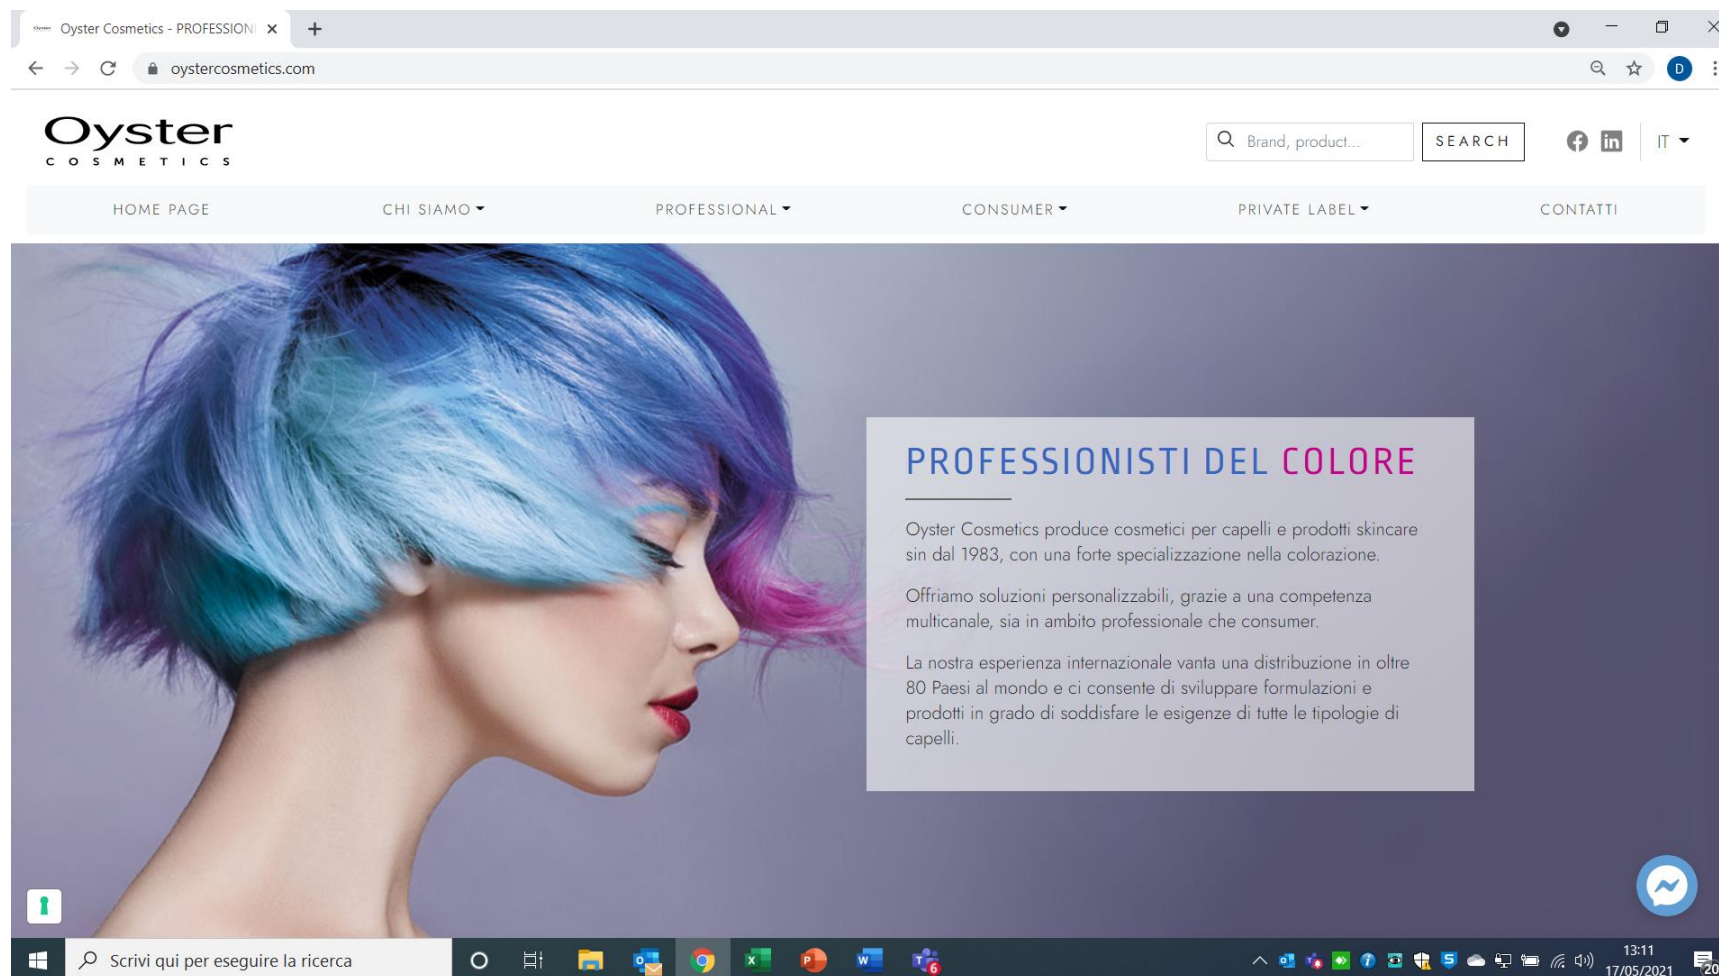 Oyster Cosmetics - PROFESSION
oystercosmetics.com
D
Oyster
COSMETICS
Brand, product...
SEARCH
IT
HOME PAGE
CHI SIAMO
PROFESSIONAL
CONSUMER
PRIVATE LABEL
CONTATTI
PROFESSIONISTI DEL COLORE
Oyster Cosmetics produce cosmetici per capelli e prodotti skincare
sin dal 1983, con una forte specializzazione nella colorazione.
Offriamo soluzioni personalizzabili, grazie a una competenza
multicanale, sia in ambito professionale che consumer.
La nostra esperienza internazionale vanta una distribuzione in oltre
80 Paesi al mondo e ci consente di sviluppare formulazioni e
prodotti in grado di soddisfare le esigenze di tutte le tipologie di
capelli.
Scrivi qui per eseguire la ricerca
13:11
17/05/2021
20